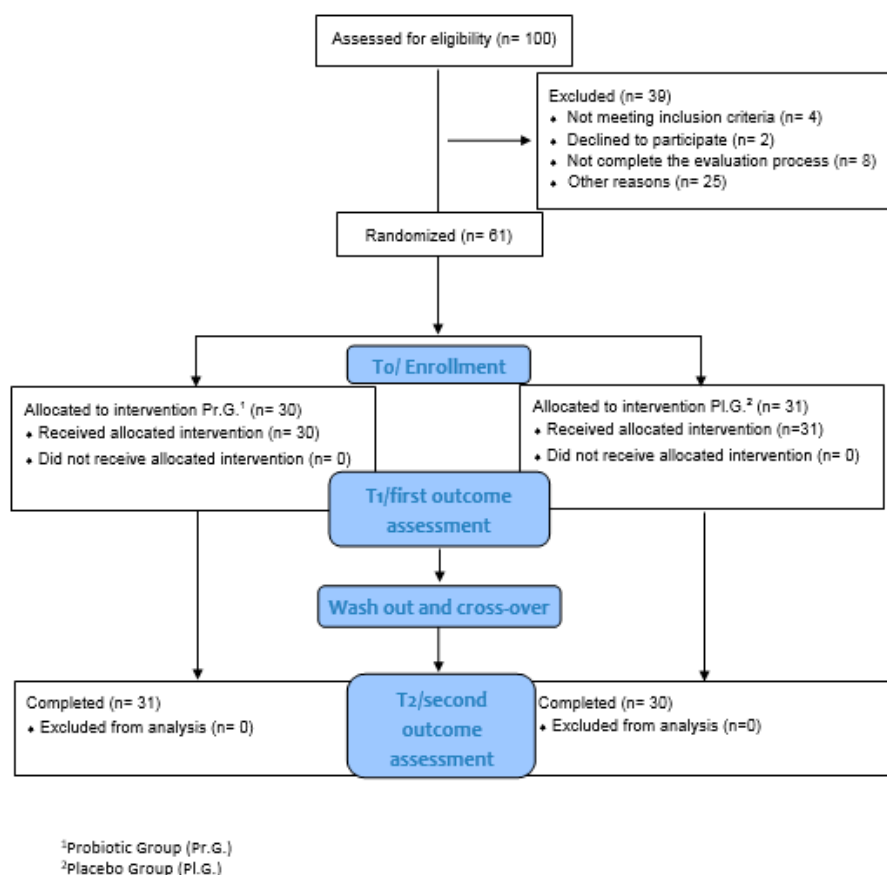 Assessed for eligibility (n= 100)
Excluded (n= 39)
♦ Not meeting inclusion criteria (n= 4)
♦ Declined to participate (n= 2)
♦ Not complete the evaluation process (n= 8)
♦ Other reasons (n= 25)
Randomized (n= 61)
T0/ Enrollment
Allocated to intervention Pr.G.¹ (n= 30)
♦ Received allocated intervention (n= 30)
♦ Did not receive allocated intervention (n= 0)
Allocated to intervention Pl.G.² (n= 31)
♦ Received allocated intervention (n=31)
♦ Did not receive allocated intervention (n= 0)
T1/first outcome
assessment
Wash out and cross-over
Completed (n= 31)
♦ Excluded from analysis (n= 0)
T2/second
outcome
assessment
Completed (n= 30)
♦ Excluded from analysis (n=0)
¹Probiotic Group (Pr.G.)
²Placebo Group (Pl.G.)